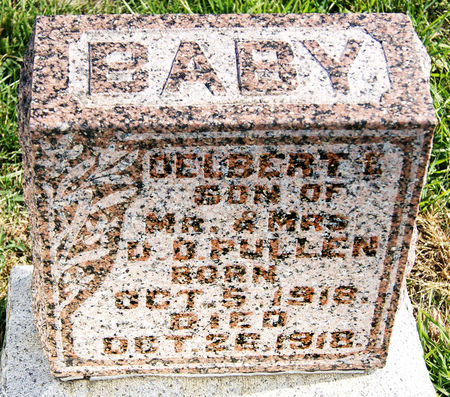 BABY
DELBERT E
SON OF
MR. & MRS
D. D. PULLEN
BORN
OCT. 5, 1918
DIED
OCT. 26, 1918